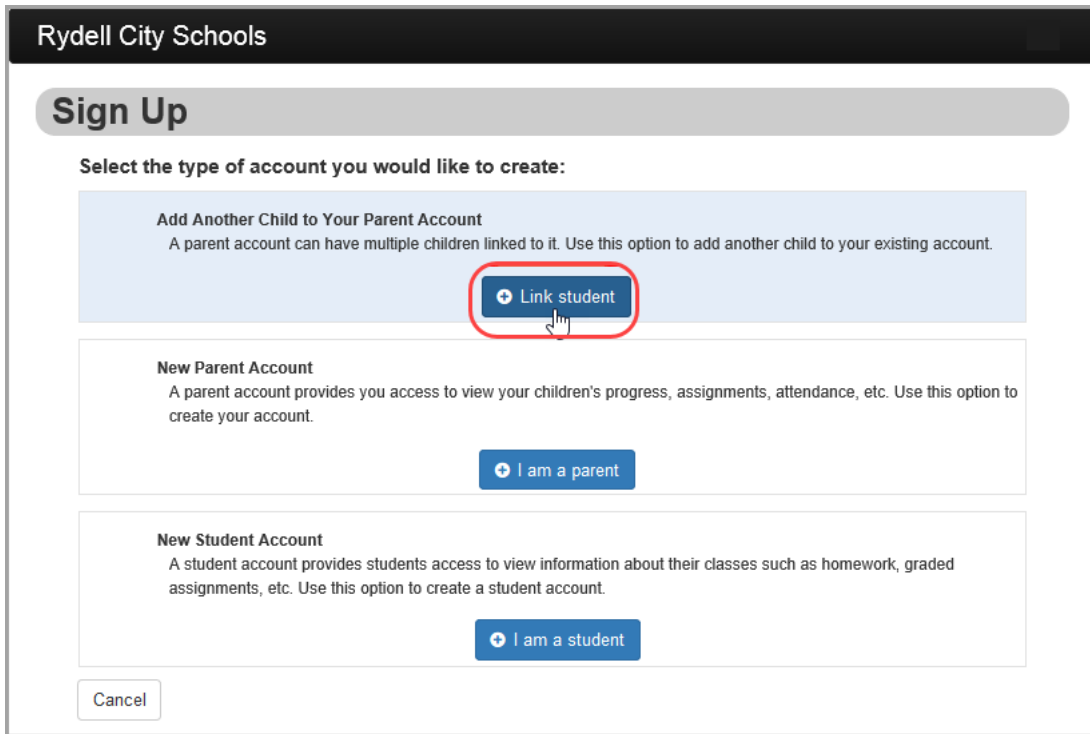 Rydell City Schools
Sign Up
Select the type of account you would like to create:
Add Another Child to Your Parent Account
A parent account can have multiple children linked to it. Use this option to add another child to your existing account.
Link student
New Parent Account
A parent account provides you access to view your children's progress, assignments, attendance, etc. Use this option to
create your account.
I am a parent
New Student Account
A student account provides students access to view information about their classes such as homework, graded
assignments, etc. Use this option to create a student account.
I am a student
Cancel